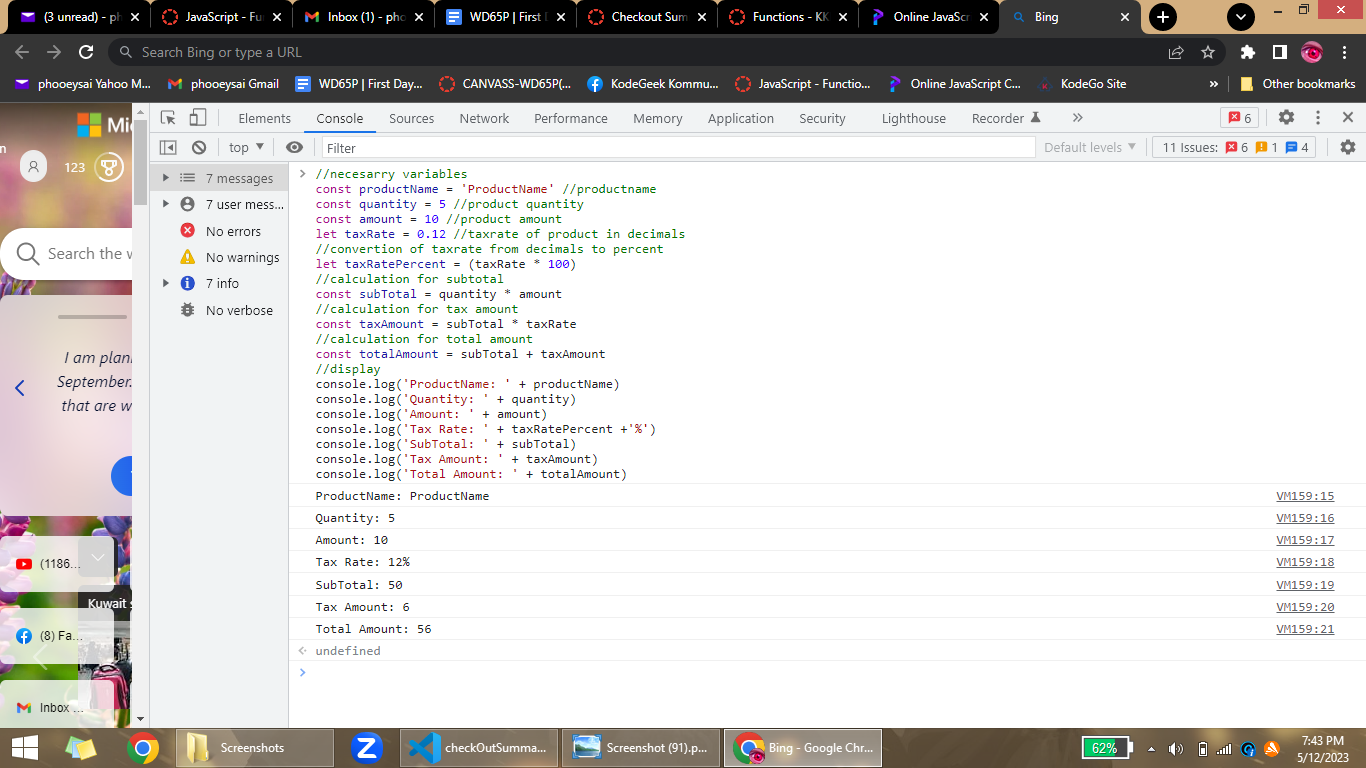 (3 unread) - ph
JavaScript - Fu
Inbox (1) - pho
WD65P | First
Checkout Sum
Functions - KK
Online JavaScr
Bing
Search Bing or type a URL
phooeysai Yahoo M...
phooeysai Gmail
WD65P | First Day...
CANVASS-WD65P(...
KodeGeek Kommu...
JavaScript - Functio...
Online JavaScript C...
KodeGo Site
»
Other bookmarks
Elements
Console
Sources
Network
Performance
Memory
Application
Security
Lighthouse
Recorder
»
6
top
Filter
Default levels
11 Issues: 6 1 4
7 messages
7 user mess...
No errors
No warnings
7 info
No verbose
//necesarry variables
const productName = 'ProductName' //productname
const quantity = 5 //product quantity
const amount = 10 //product amount
let taxRate = 0.12 //taxrate of product in decimals
//convertion of taxrate from decimals to percent
let taxRatePercent = (taxRate * 100)
//calculation for subtotal
const subTotal = quantity * amount
//calculation for tax amount
const taxAmount = subTotal * taxRate
//calculation for total amount
const totalAmount = subTotal + taxAmount
//display
console.log('ProductName: ' + productName)
console.log('Quantity: ' + quantity)
console.log('Amount: ' + amount)
console.log('Tax Rate: ' + taxRatePercent +'%')
console.log('SubTotal: ' + subTotal)
console.log('Tax Amount: ' + taxAmount)
console.log('Total Amount: ' + totalAmount)
ProductName: ProductName VM159:15
Quantity: 5 VM159:16
Amount: 10 VM159:17
Tax Rate: 12% VM159:18
SubTotal: 50 VM159:19
Tax Amount: 6 VM159:20
Total Amount: 56 VM159:21
undefined
Mi
n
123
Search the w
I am plan
September.
that are w
(1186...
Kuwait s
(8) Fa...
Inbox ...
Screenshots
checkOutSumma...
Screenshot (91).p...
Bing - Google Chr...
62%
7:43 PM
5/12/2023